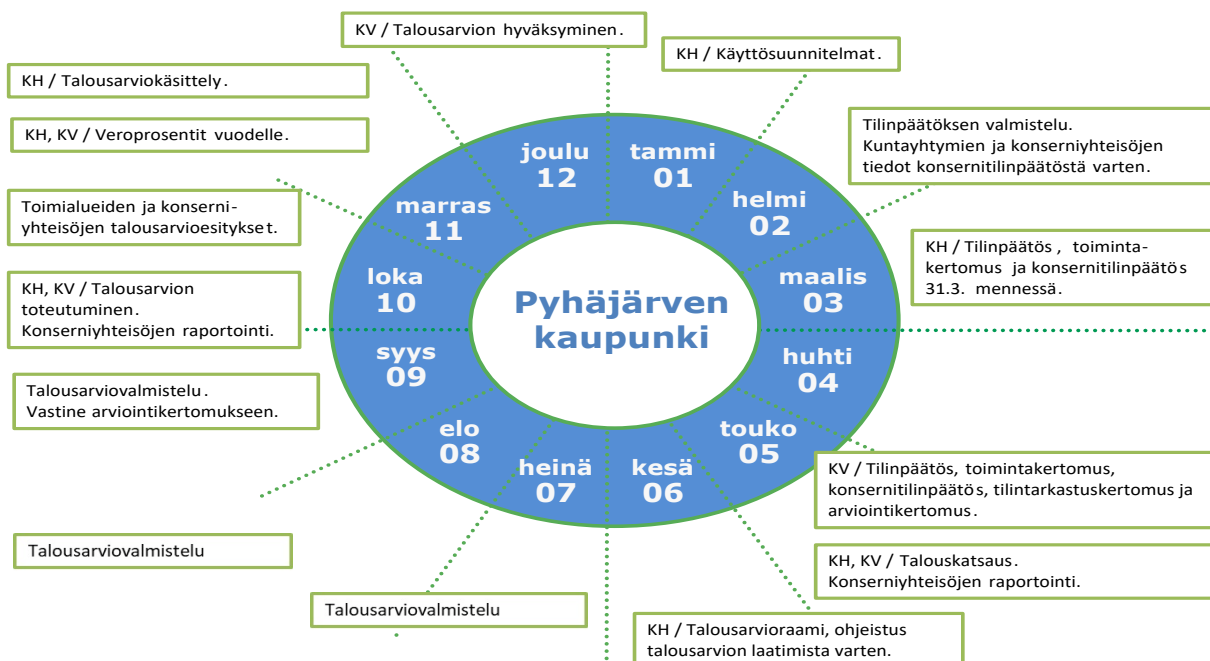 KV / Talousarvion hyväksyminen.
KH / Käyttösuunnitelmat.
KH / Talousarviokäsittely.
KH, KV / Veroprosentit vuodelle.
Tilinpäätöksen valmistelu.
Kuntayhtymien ja konserniyhteisöjen
tiedot konsernitilinpäätöstä varten.
Toimialueiden ja konserni-
yhteisöjen talousarvioesitykset.
KH / Tilinpäätös, toiminta-
kertomus ja konsernitilinpäätös
31.3. mennessä.
KH, KV / Talousarvion
toteutuminen.
Konserniyhteisöjen raportointi.
Talousarviovalmistelu.
Vastine arviointikertomukseen.
Talousarviovalmistelu
Talousarviovalmistelu
KV / Tilinpäätös, toimintakertomus,
konsernitilinpäätös, tilintarkastuskertomus ja
arviointikertomus.
KH, KV / Talouskatsaus.
Konserniyhteisöjen raportointi.
KH / Talousarvioraami, ohjeistus
talousarvion laatimista varten.
joulu
12
tammi
01
helmi
02
maalis
03
huhti
04
touko
05
kesä
06
heinä
07
elo
08
syys
09
loka
10
marras
11
Pyhäjärven
kaupunki